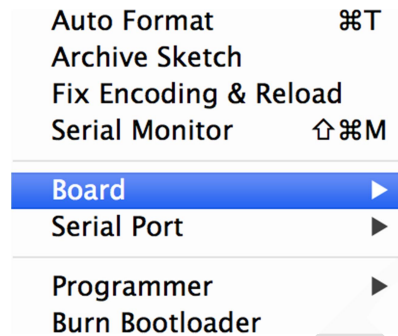 Auto Format ⌘T
Archive Sketch
Fix Encoding & Reload
Serial Monitor ⇧⌘M
Board ▶
Serial Port ▶
Programmer ▶
Burn Bootloader